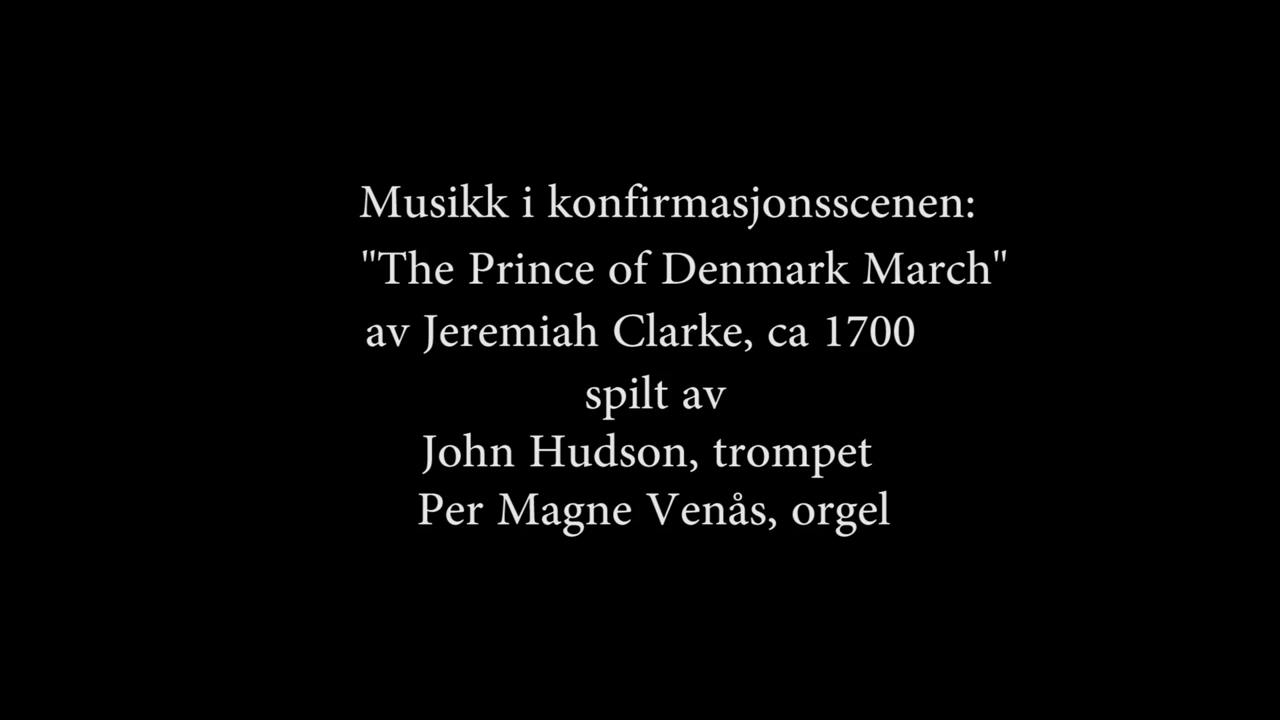 Musikk i konfirmasjonsscenen:
"The Prince of Denmark March"
av Jeremiah Clarke, ca 1700
spilt av
John Hudson, trompet
Per Magne Venås, orgel